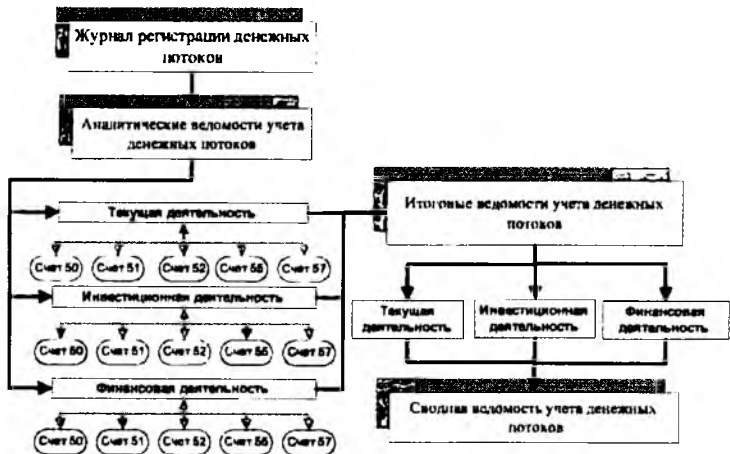 Журнал регистрации денежных
потоков
Аналитические ведомости учета
денежных потоков
Текущая деятельность
Счет 50 Счет 51 Счет 52 Счет 55 Счет 57
Инвестиционная деятельность
Счет 50 Счет 51 Счет 52 Счет 55 Счет 57
Финансовая деятельность
Счет 50 Счет 51 Счет 52 Счет 55 Счет 57
Итоговые ведомости учета денежных
потоков
Текущая
деятельность
Инвестиционная
деятельность
Финансовая
деятельность
Сводная ведомость учета денежных
потоков